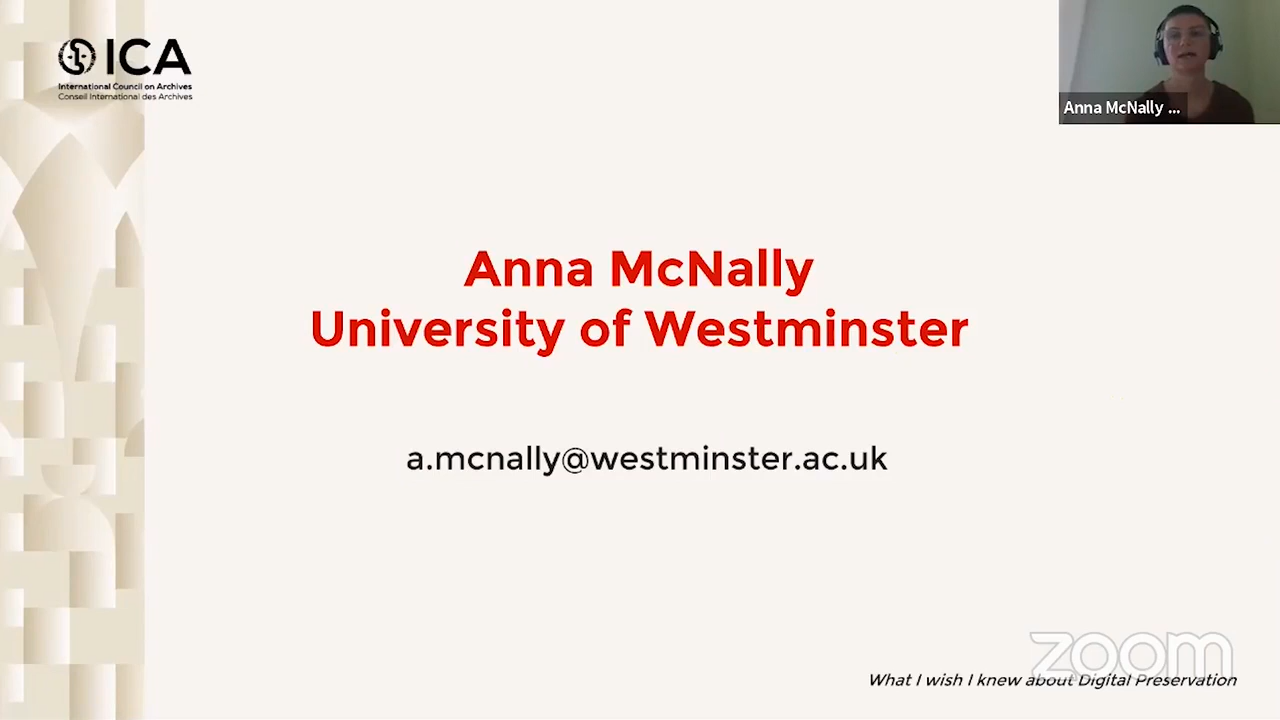 ICA
International Council on Archives
Conseil International des Archives
Anna McNally ...
Anna McNally
University of Westminster
a.mcnally@westminster.ac.uk
zoom
What I wish I knew about Digital Preservation